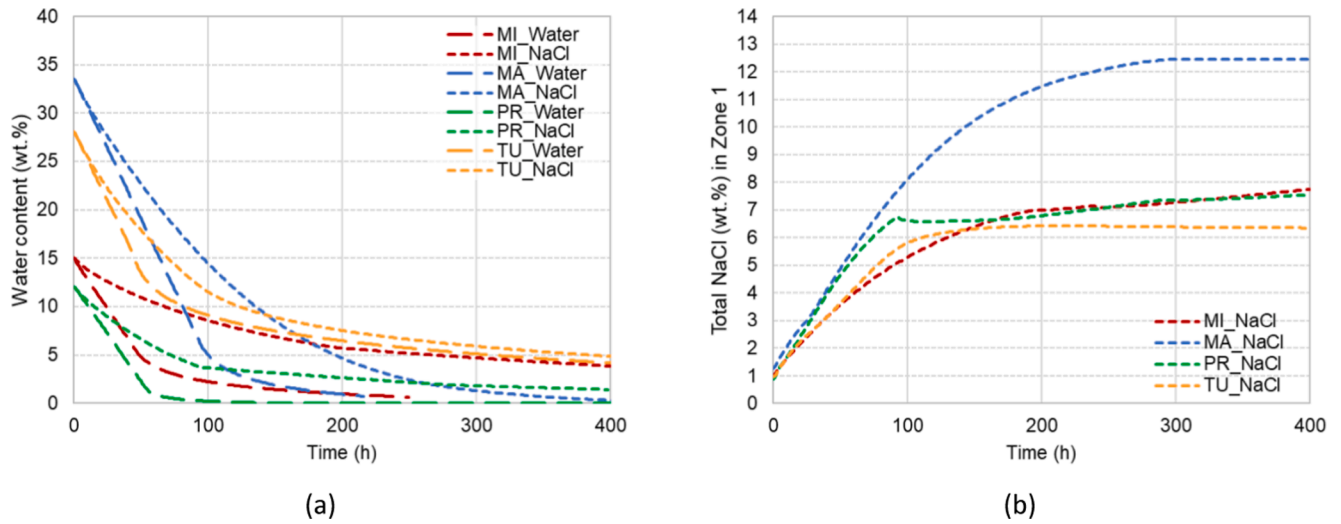 40
35
30
25
20
15
10
5
0
Water content (wt.%)
MI_Water
MI_NaCl
MA_Water
MA_NaCl
PR_Water
PR_NaCl
TU_Water
TU_NaCl
0 100 200 300 400
Time (h)
(a)
14
13
12
11
10
9
8
7
6
5
4
3
2
1
0
Total NaCl (wt.%) in Zone 1
MI_NaCl
MA_NaCl
PR_NaCl
TU_NaCl
0 100 200 300 400
Time (h)
(b)